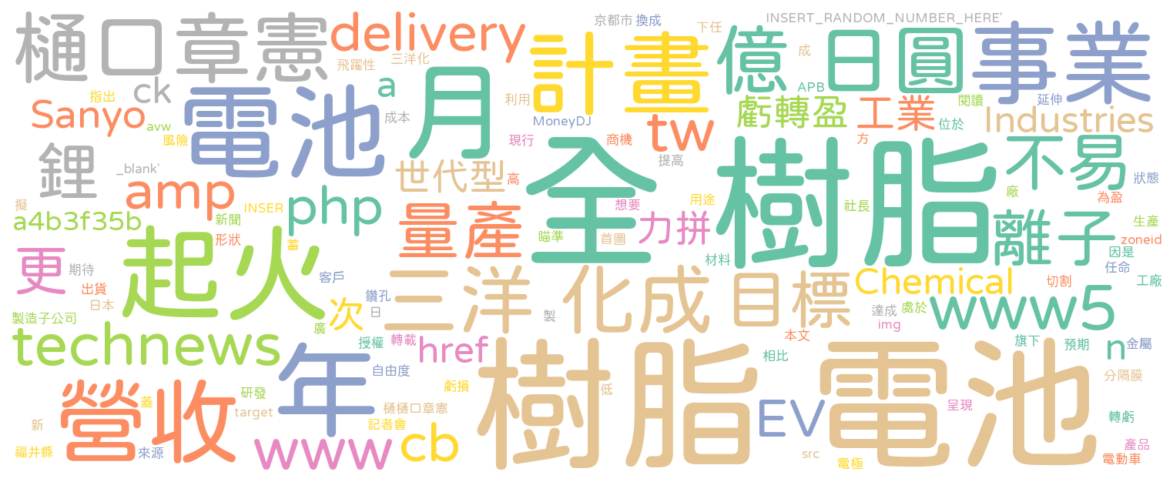 樋口章憲
delivery
京都市
換成
下任
INSERT_RANDOM_NUMBER_HERE'
飛躍性
三洋化
計畫
億
成
日圓
事業
指出
ck
a
月
利用
APB
閱讀
延伸
Sanyo
avw
電池
成本
MoneyDJ
虧轉盈
工業
位於
Industries
風險
現行
商機
tw
方
鋰
_blank'
提高
全
樹脂
不易
狀態
擬
amp
世代型
高
廠
為盈
a4b3f35b
新聞
INSER
php
量產
想要
用途
社長
生產
形狀
蓄
瞄準
首圖
力拼
離子
zoneid
更
期待
起火
材料
因是
任命
出貨
客戶
三洋
化成
目標
Chemical
切割
工廠
日本
鑽孔
日
製造子公司
廣
次
製
達成
處於
www5
img
technews
授權
轉載
href
本文
旗下
預期
n
金屬
年
自由度
樹脂
相比
電池
分隔膜
營收
研發
虧損
低
EV
呈現
蓋
target
樋樋口章憲
轉虧
新
記者會
福井縣
來源
www
cb
src
電極
產品
電動車